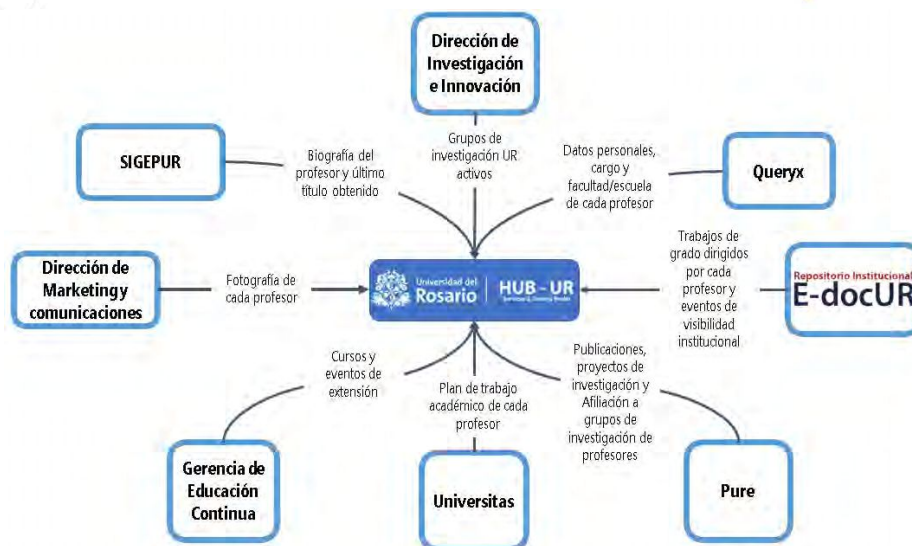 Dirección de
Investigación
e Innovación
Grupos de
investigación UR
activos
SIGEPUR
Biografía del
profesor y último
título obtenido
Datos personales,
cargo y
facultad/escuela
de cada profesor
Queryx
Dirección de
Marketing y
comunicaciones
Fotografía de
cada profesor
Universidad del
Rosario
HUB - UR
Trabajos de
grado dirigidos
por cada
profesor y
eventos de
visibilidad
institucional
Repositorio Institucional
E-docUR
Cursos y
eventos de
extensión
Plan de trabajo
académico de cada
profesor
Publicaciones,
proyectos de
investigación y
Afiliación a
grupos de
investigación de
profesores
Gerencia de
Educación
Continua
Universitas
Pure